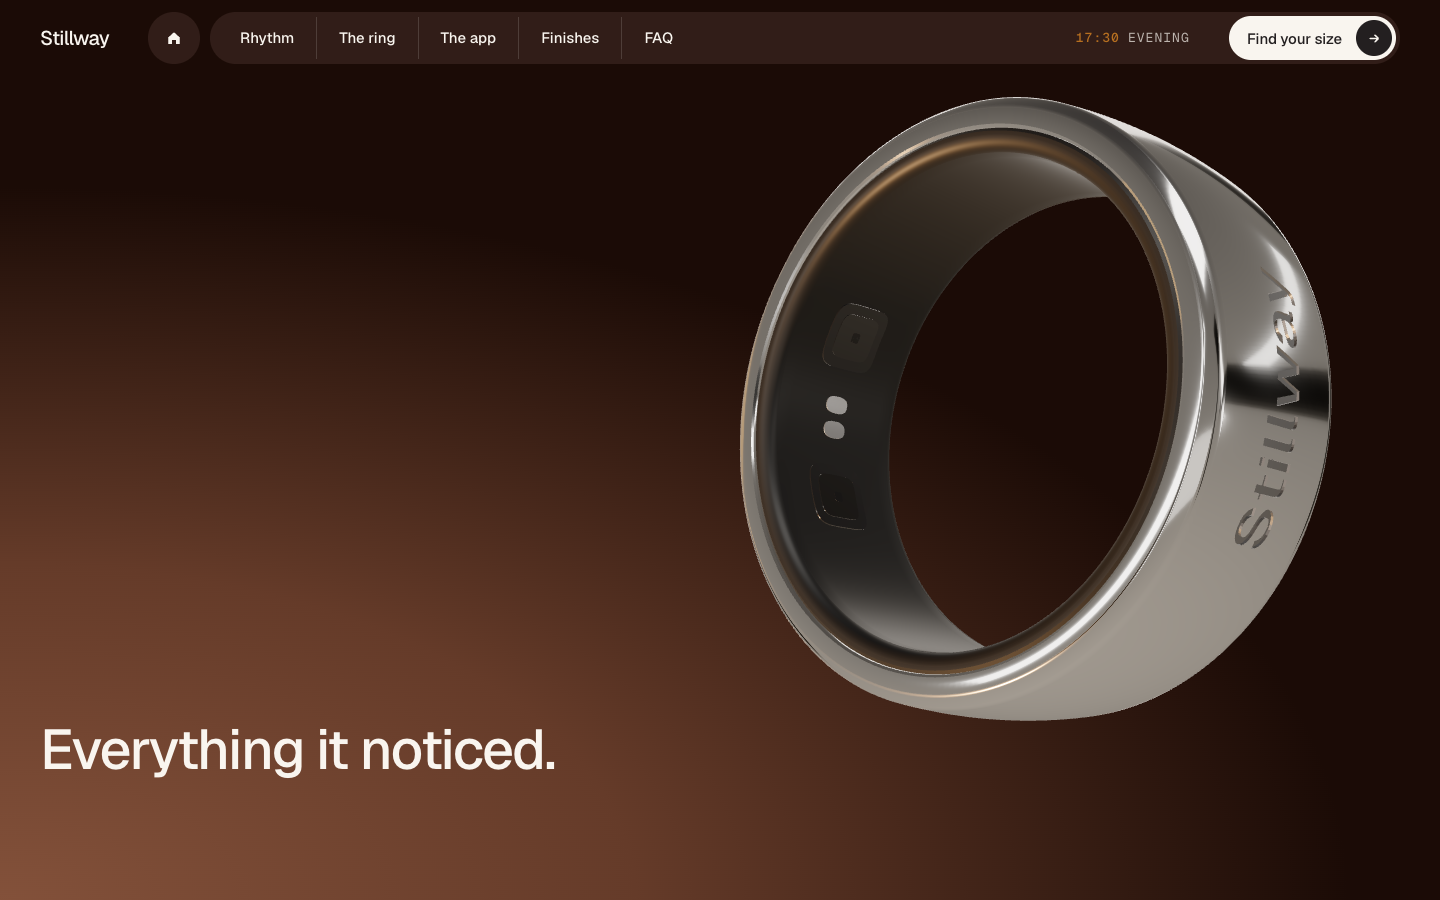 Stillway
Rhythm
The ring
The app
Finishes
FAQ
17:30 EVENING
Find your size
Stillway
Everything it noticed.